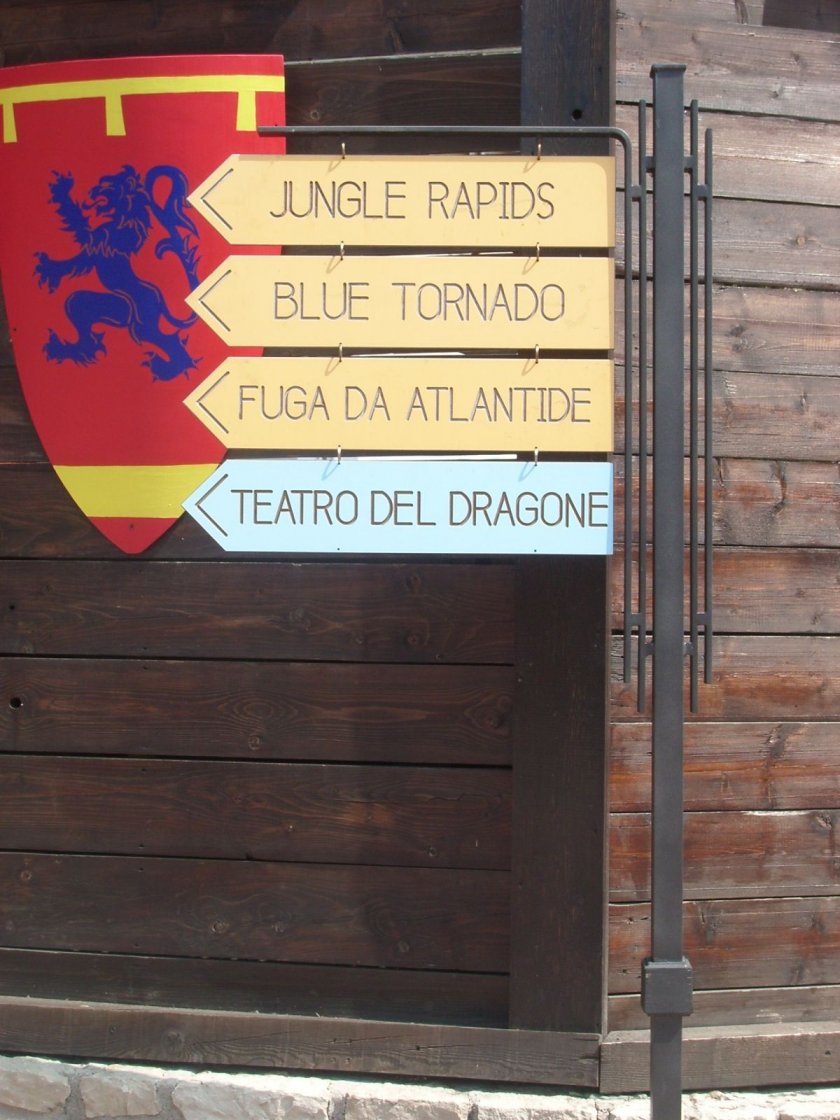 JUNGLE RAPIDS
BLUE TORNADO
FUGA DA ATLANTIDE
TEATRO DEL DRAGONE